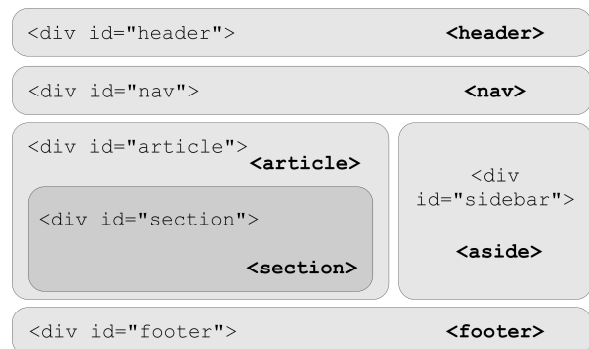 <div id="header"> <header>
<div id="nav"> <nav>
<div id="article">
<article>
<div id="section">
<section>
<div
id="sidebar">
<aside>
<div id="footer"> <footer>